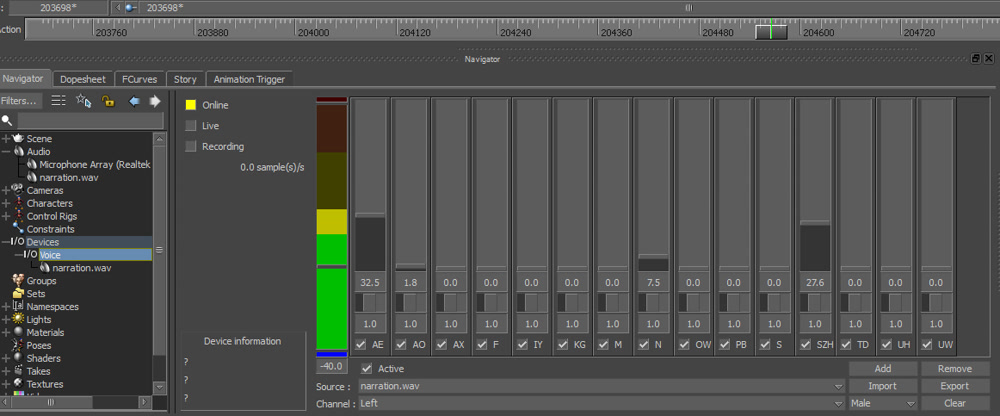 203698* 203698*
Action 203760 203880 204000 204120 204240 204360 204480 204600 204720
Navigator
Navigator Dopesheet FCurves Story Animation Trigger
Filters...
Scene
Audio
Microphone Array (Realtek
narration.wav
Cameras
Characters
Control Rigs
Constraints
I/O Devices
I/O Voice
narration.wav
Groups
Sets
Namespaces
Lights
Materials
Poses
Shaders
Takes
Textures
Online
Live
Recording
0.0 sample(s)/s
Device information
?
?
?
-40.0
32.5 1.8 0.0 0.0 0.0 0.0 0.0 7.5 0.0 0.0 0.0 27.6 0.0 0.0 0.0
1.0 1.0 1.0 1.0 1.0 1.0 1.0 1.0 1.0 1.0 1.0 1.0 1.0 1.0 1.0
AE AO AX F IY KG M N OW PB S SZH TD UH UW
Active Add Remove
Source : narration.wav Import Export
Channel : Left Male Clear